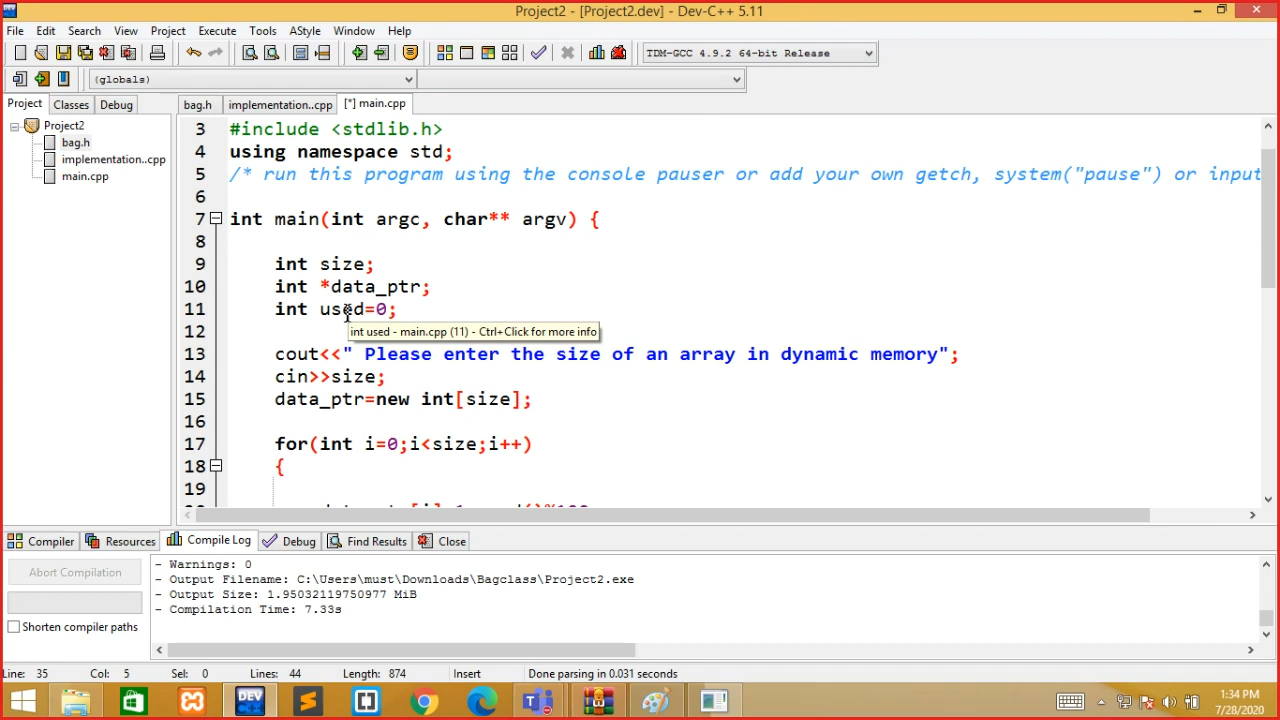 Project2 - [Project2.dev] - Dev-C++ 5.11
File Edit Search View Project Execute Tools AStyle Window Help
TDM-GCC 4.9.2 64-bit Release
(globals)
Project Classes Debug
bag.h implementation..cpp [*] main.cpp
Project2
bag.h
implementation..cpp
main.cpp
3 #include <stdlib.h>
4 using namespace std;
5 /* run this program using the console pauser or add your own getch, system("pause") or input
6
7 int main(int argc, char** argv) {
8
9 int size;
10 int *data_ptr;
11 int used=0;
int used - main.cpp (11) - Ctrl+Click for more info
12
13 cout<<" Please enter the size of an array in dynamic memory";
14 cin>>size;
15 data_ptr=new int[size];
16
17 for(int i=0;i<size;i++)
18 {
19
Compiler Resources Compile Log Debug Find Results Close
Abort Compilation
Shorten compiler paths
- Warnings: 0
- Output Filename: C:\Users\must\Downloads\Bagclass\Project2.exe
- Output Size: 1.95032119750977 MiB
- Compilation Time: 7.33s
Line: 35 Col: 5 Sel: 0 Lines: 44 Length: 874 Insert Done parsing in 0.031 seconds
DEV
1:34 PM
7/28/2020